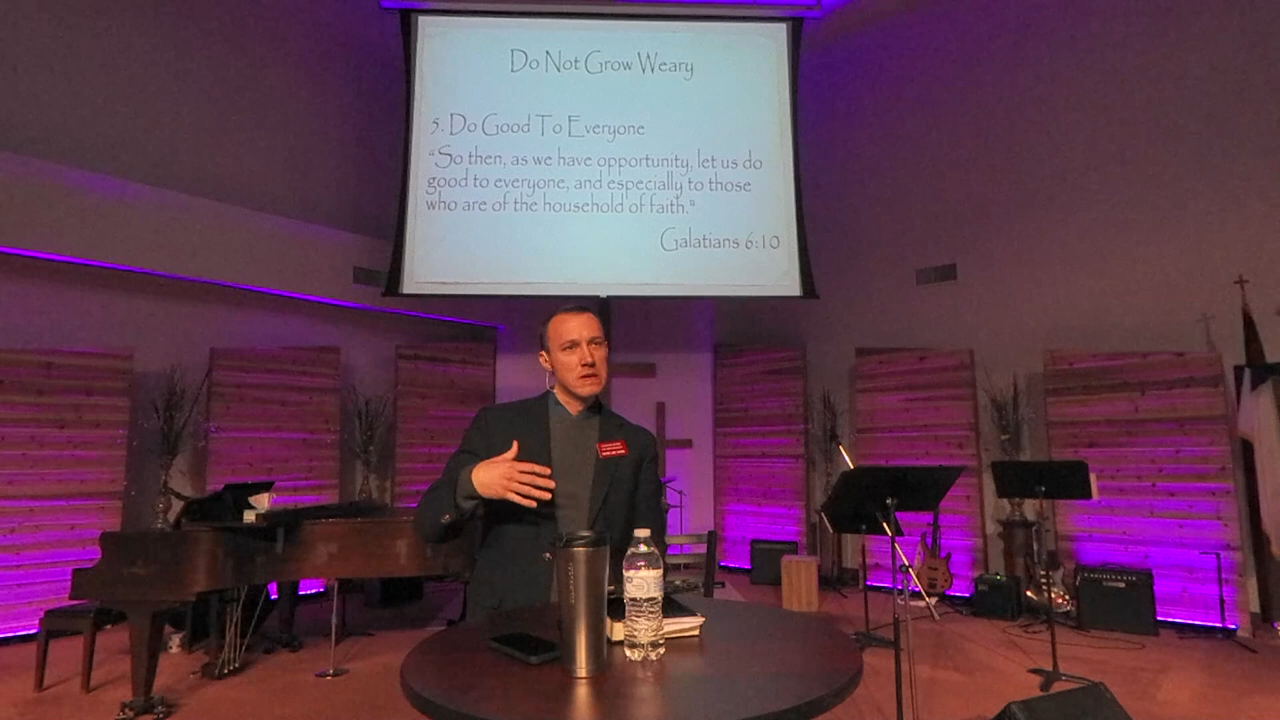 Do Not Grow Weary
5. Do Good To Everyone
"So then, as we have opportunity, let us do
good to everyone, and especially to those
who are of the household of faith."
Galatians 6:10